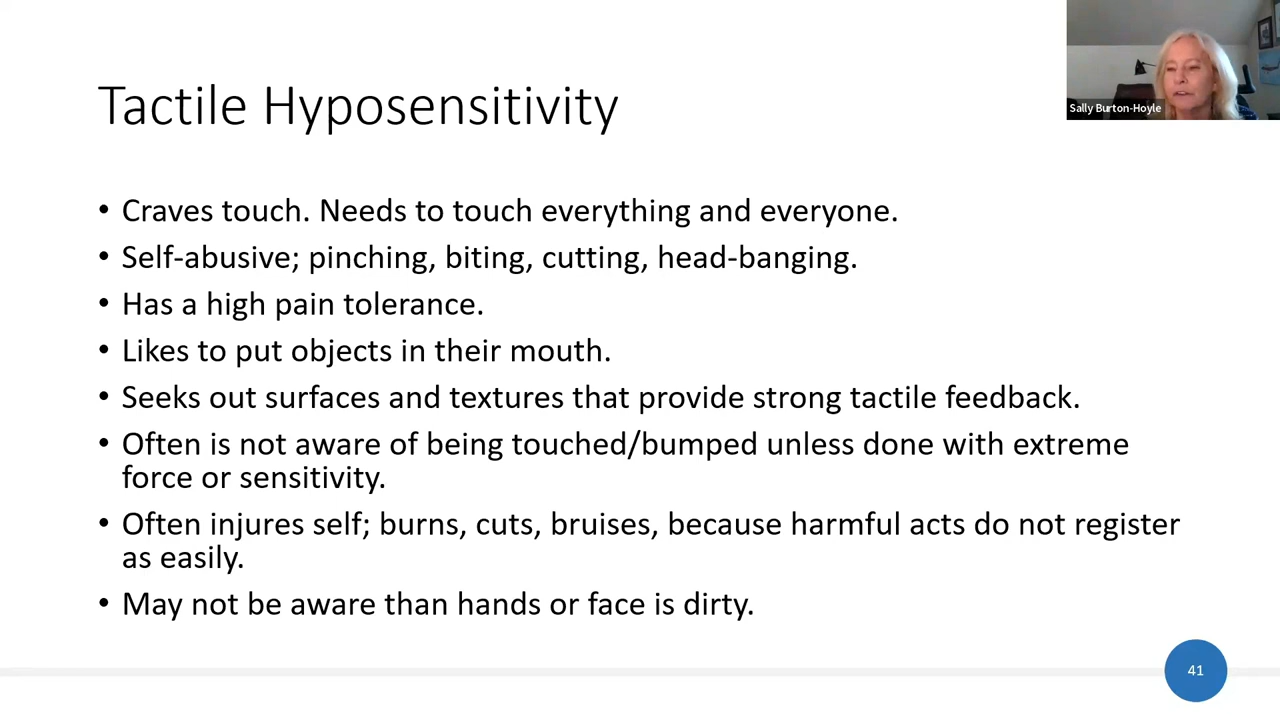 Tactile Hyposensitivity
Sally Burton-Hoyle
• Craves touch. Needs to touch everything and everyone.
• Self-abusive; pinching, biting, cutting, head-banging.
• Has a high pain tolerance.
• Likes to put objects in their mouth.
• Seeks out surfaces and textures that provide strong tactile feedback.
• Often is not aware of being touched/bumped unless done with extreme
force or sensitivity.
• Often injures self; burns, cuts, bruises, because harmful acts do not register
as easily.
• May not be aware than hands or face is dirty.
41